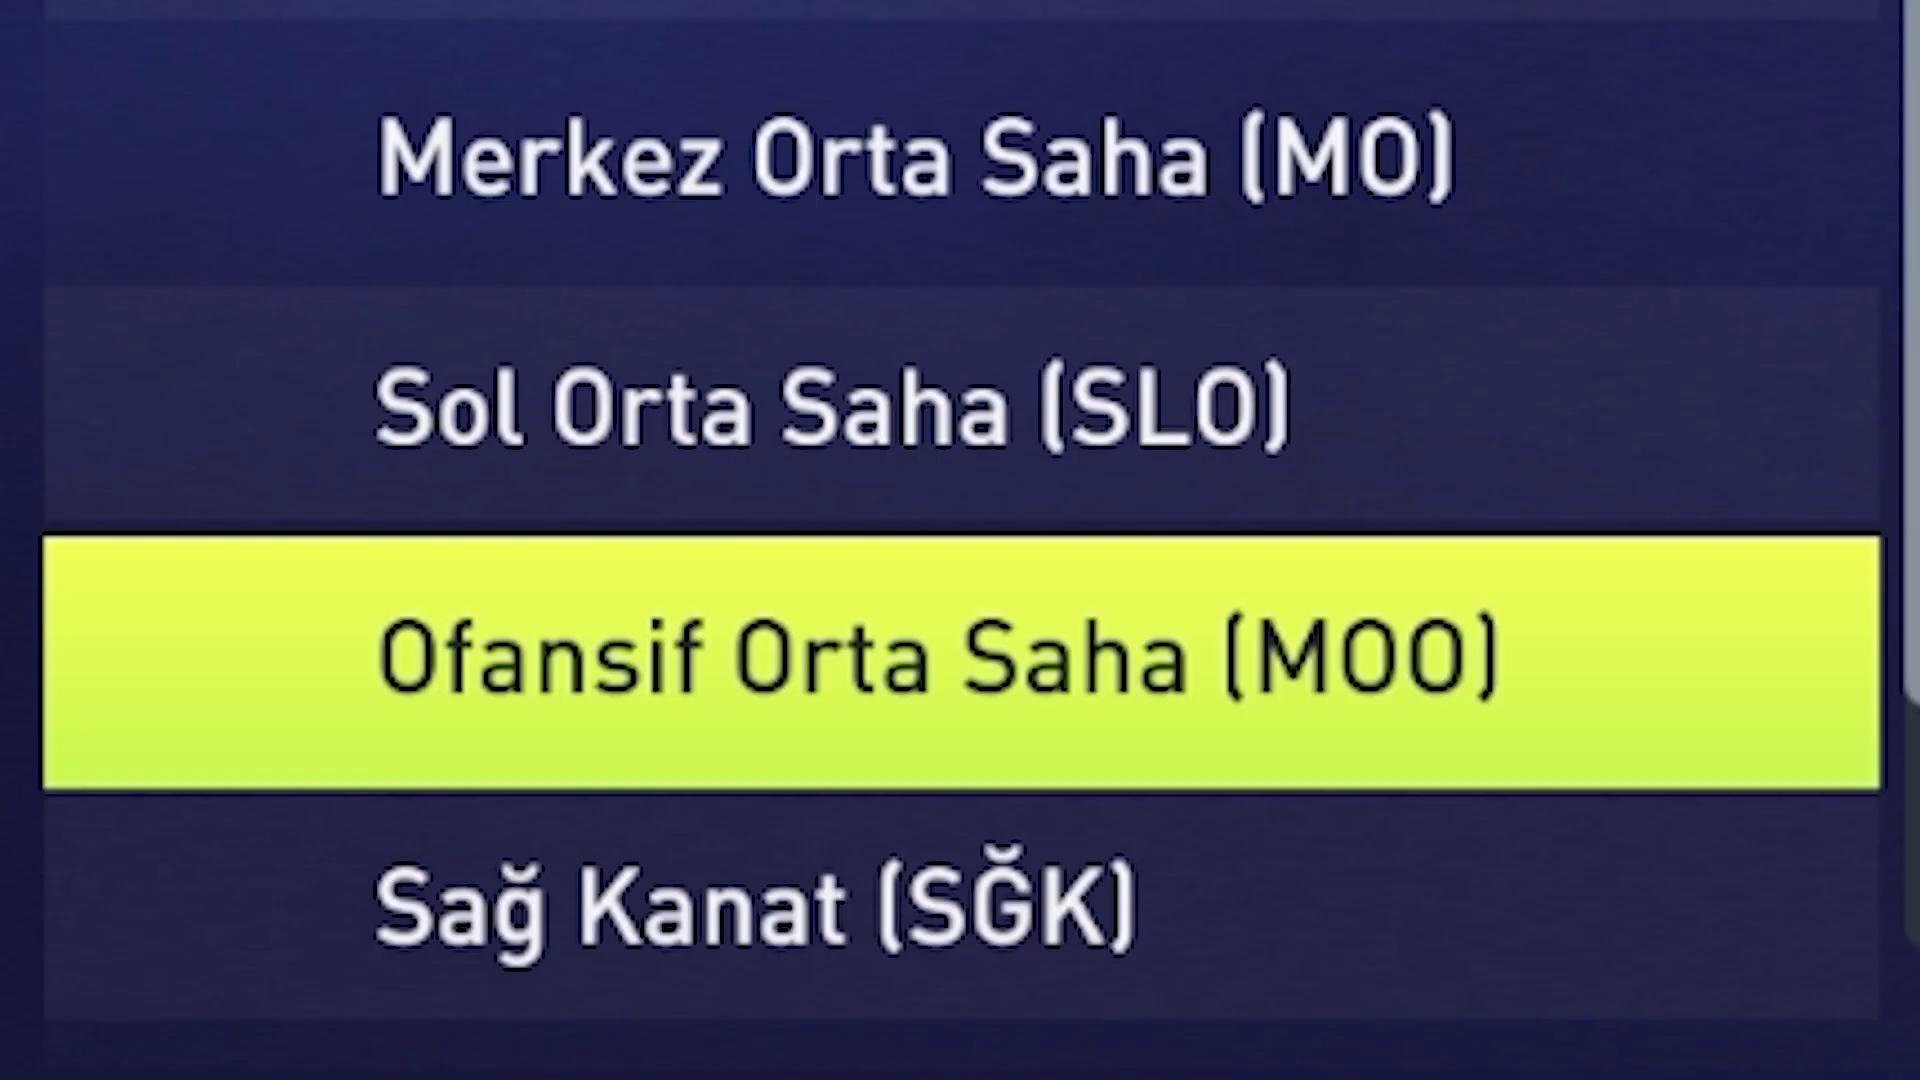 Merkez Orta Saha (MO)
Sol Orta Saha (SLO)
Ofansif Orta Saha (MOO)
Sağ Kanat (SĞK)